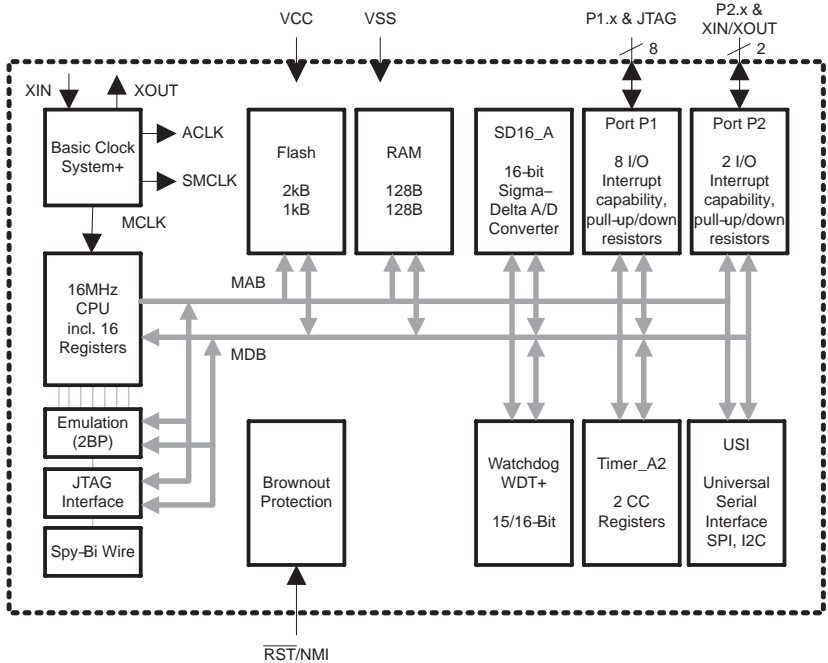 VCC
VSS
P1.x & JTAG
8
P2.x &
XIN/XOUT
2
XIN
XOUT
Basic Clock
System+
ACLK
SMCLK
MCLK
Flash
2kB
1kB
RAM
128B
128B
SD16_A
16-bit
Sigma-
Delta A/D
Converter
Port P1
8 I/O
Interrupt
capability,
pull-up/down
resistors
Port P2
2 I/O
Interrupt
capability,
pull-up/down
resistors
16MHz
CPU
incl. 16
Registers
MAB
MDB
Emulation
(2BP)
JTAG
Interface
Spy-Bi Wire
Brownout
Protection
Watchdog
WDT+
15/16-Bit
Timer_A2
2 CC
Registers
USI
Universal
Serial
Interface
SPI, I2C
RST/NMI